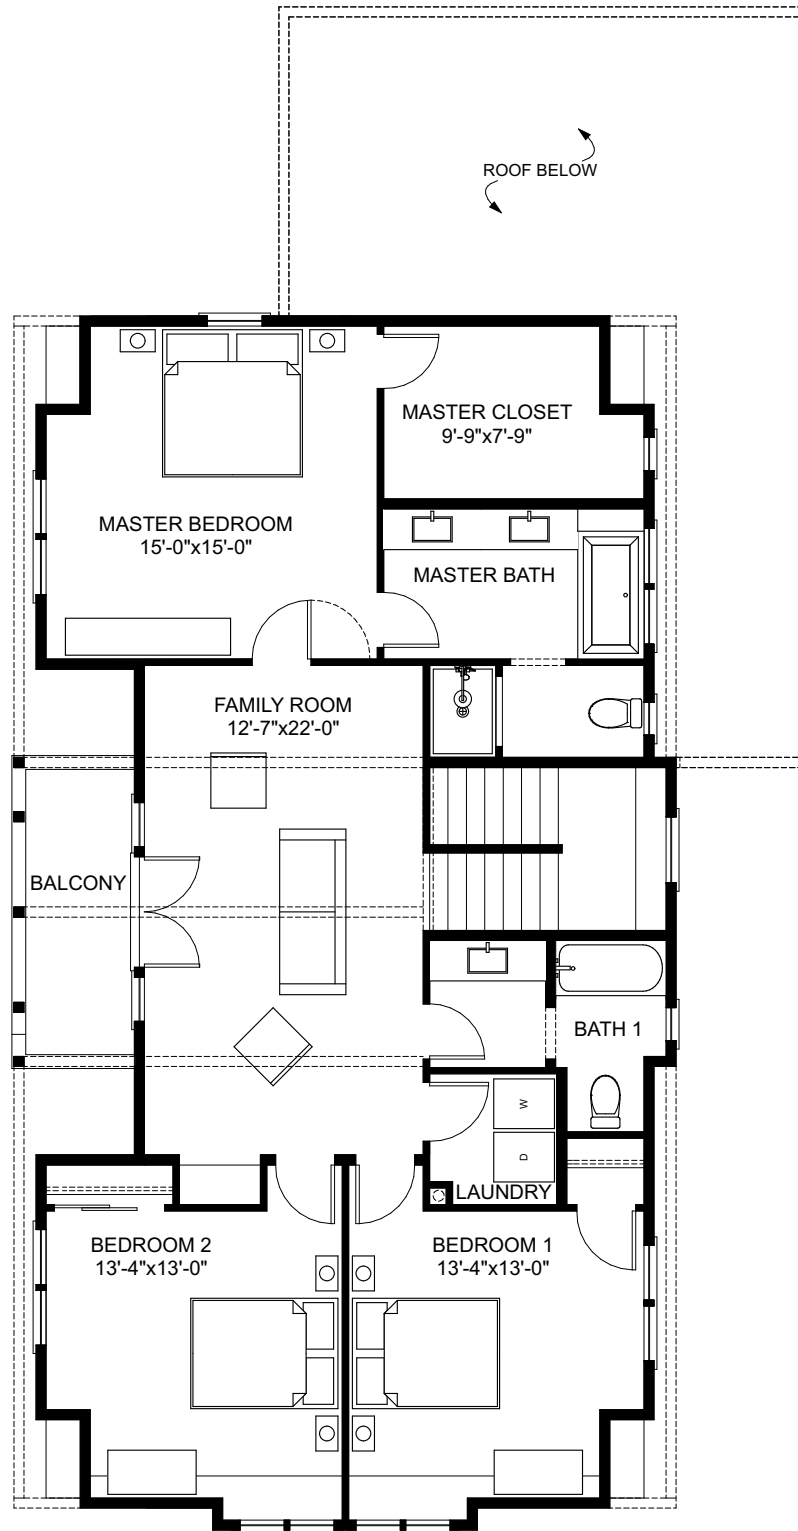 ROOF BELOW
MASTER CLOSET
9'-9"x7'-9"
MASTER BEDROOM
15'-0"x15'-0"
MASTER BATH
FAMILY ROOM
12'-7"x22'-0"
BALCONY
BATH 1
W
D
LAUNDRY
BEDROOM 2
13'-4"x13'-0"
BEDROOM 1
13'-4"x13'-0"